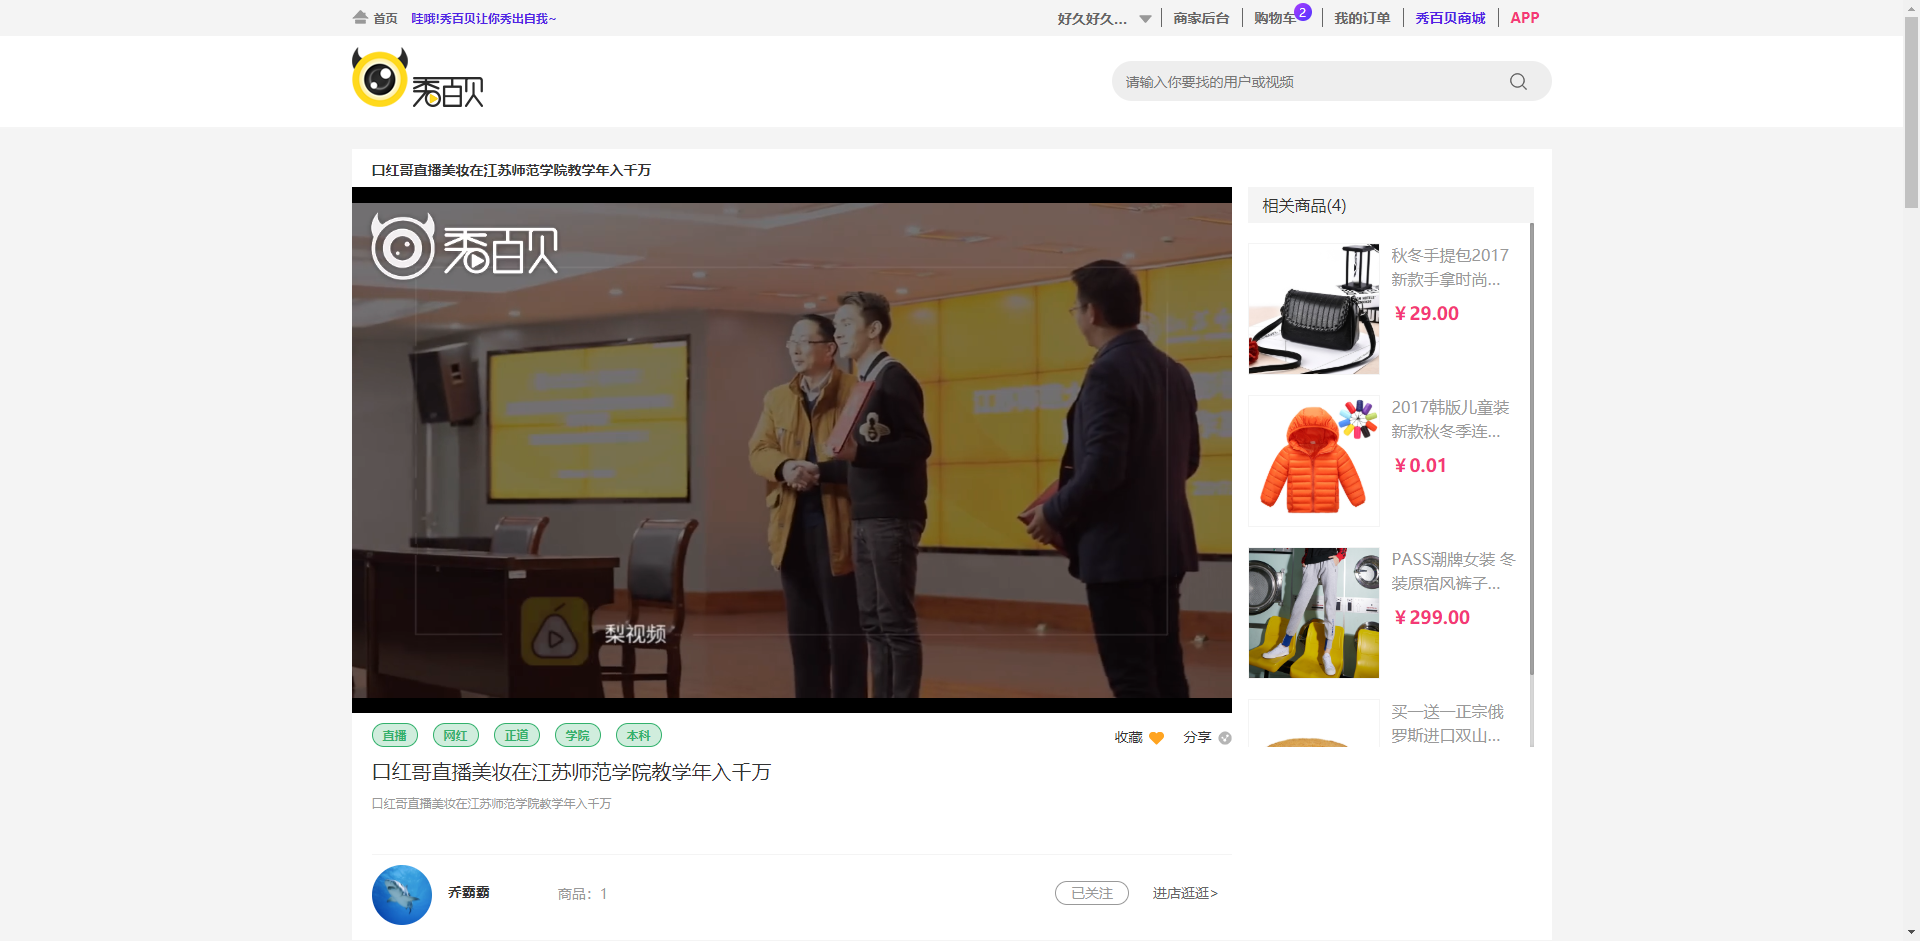 首页 哇哦!秀百贝让你秀出自我~ 好久好久... 商家后台 购物车 2 我的订单 秀百贝商城 APP
秀百贝 请输入你要找的用户或视频
口红哥直播美妆在江苏师范学院教学年入千万
相关商品(4)
秀百贝
秋冬手提包2017
新款手拿时尚...
￥29.00
2017韩版儿童装
新款秋冬季连...
￥0.01
PASS潮牌女装 冬
装原宿风裤子...
￥299.00
梨视频
买一送一正宗俄
罗斯进口双山...
直播 网红 正道 学院 本科 收藏 分享
口红哥直播美妆在江苏师范学院教学年入千万
口红哥直播美妆在江苏师范学院教学年入千万
乔霸霸 商品：1 已关注 进店逛逛>